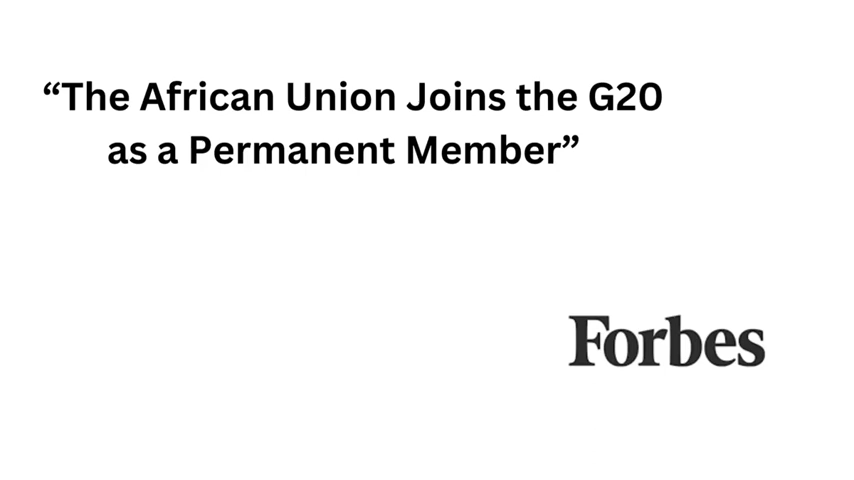 “The African Union Joins the G20
as a Permanent Member”
Forbes